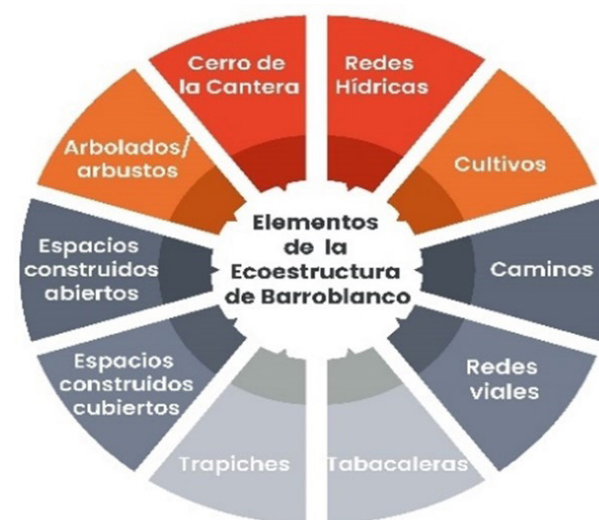 Elementos
de la
Ecoestructura
de Barroblanco
Cerro de
la Cantera
Redes
Hídricas
Cultivos
Caminos
Redes
viales
Tabacaleras
Trapiches
Espacios
construidos
cubiertos
Espacios
construidos
abiertos
Arbolados/
arbustos